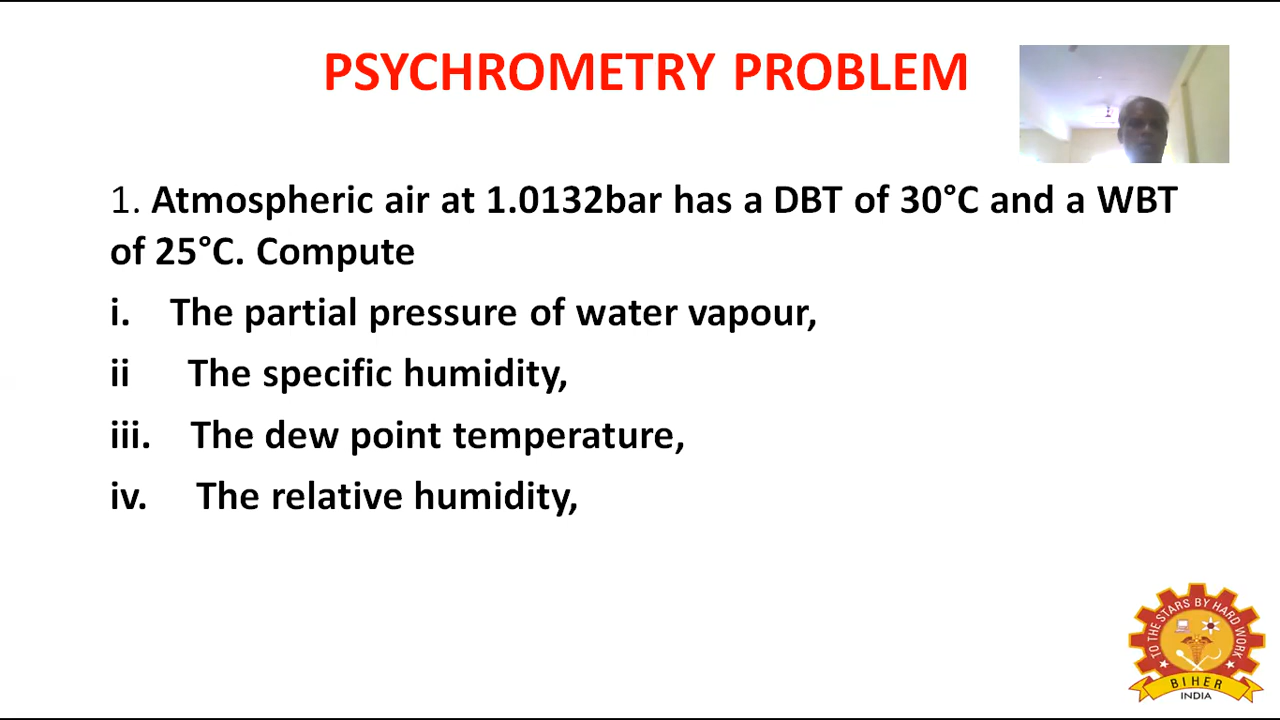 PSYCHROMETRY PROBLEM
1. Atmospheric air at 1.0132bar has a DBT of 30°C and a WBT
of 25°C. Compute
i. The partial pressure of water vapour,
ii The specific humidity,
iii. The dew point temperature,
iv. The relative humidity,
TO THE STARS BY HARD WORK
BIHER
INDIA